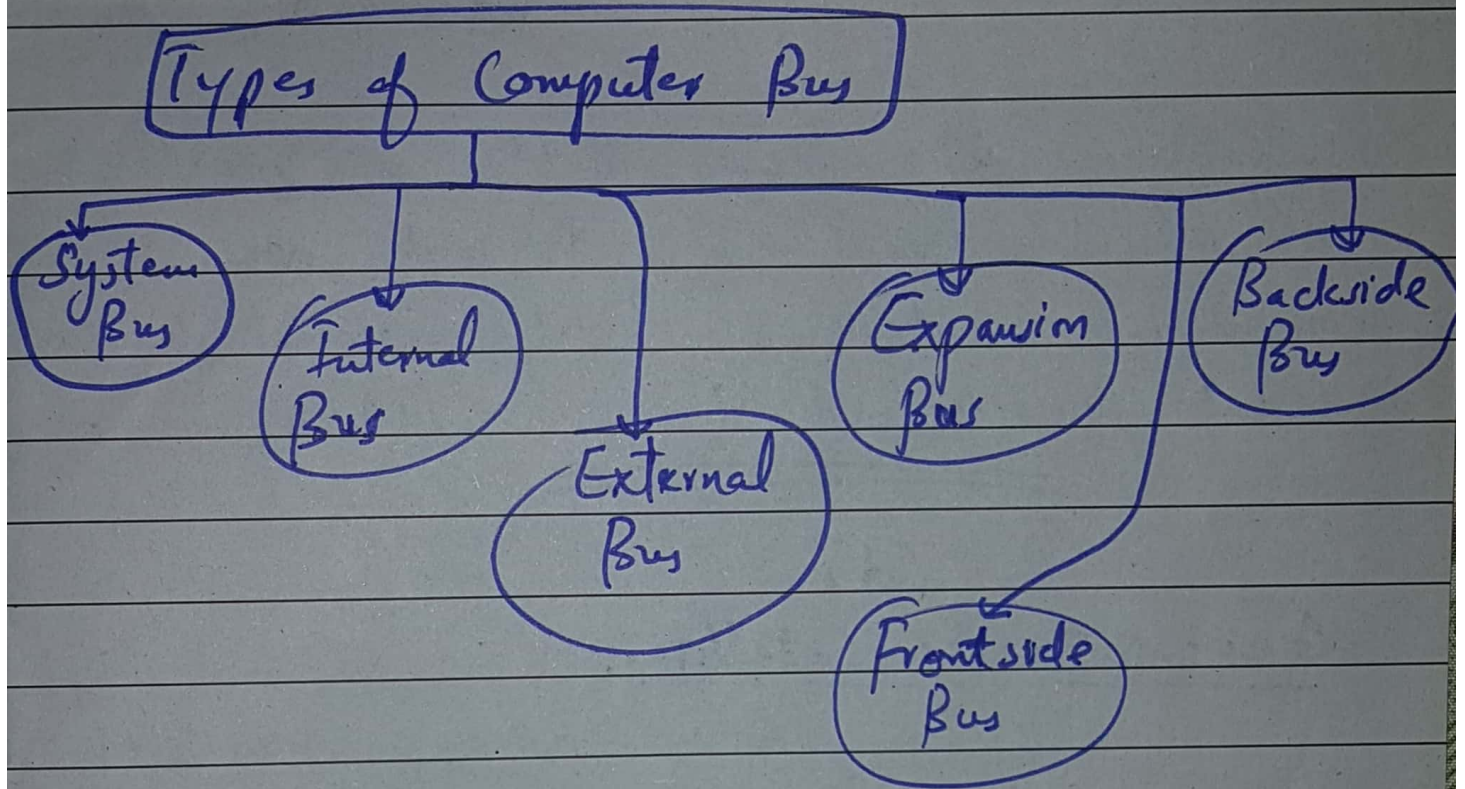 Types of Computer Bus
System
Bus
Internal
Bus
External
Bus
Expansion
Bus
Frontside
Bus
Backside
Bus